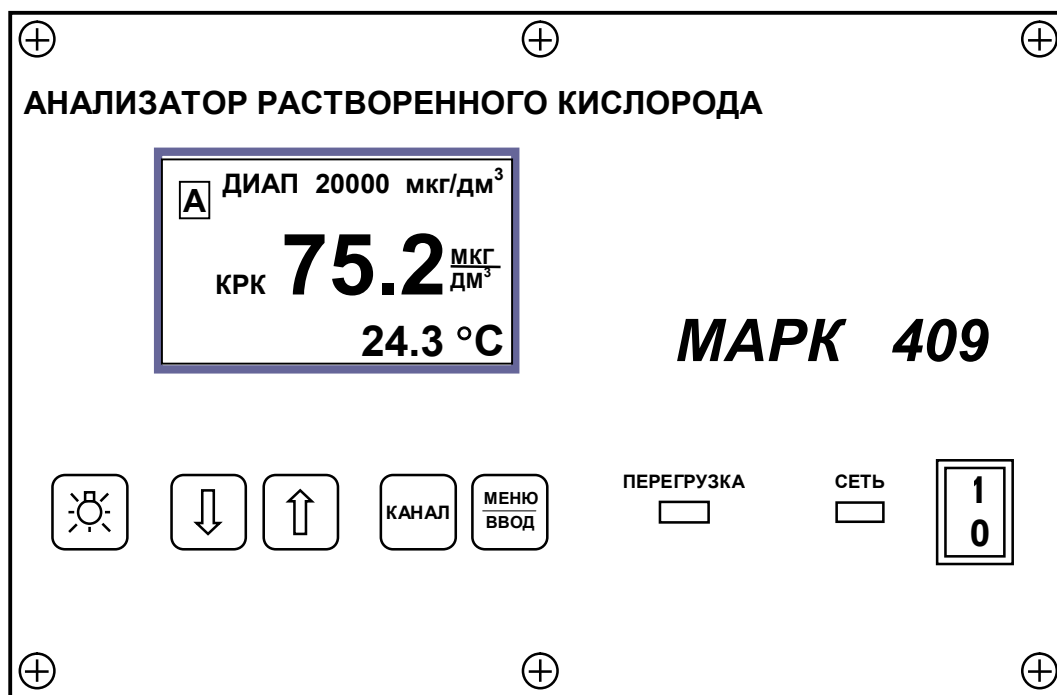 АНАЛИЗАТОР РАСТВОРЕННОГО КИСЛОРОДА
А ДИАП 20000 мкг/дм³
КРК 75.2 МКГ/ДМ³
24.3 °С
МАРК 409
КАНАЛ
МЕНЮ
ВВОД
ПЕРЕГРУЗКА
СЕТЬ
1
0